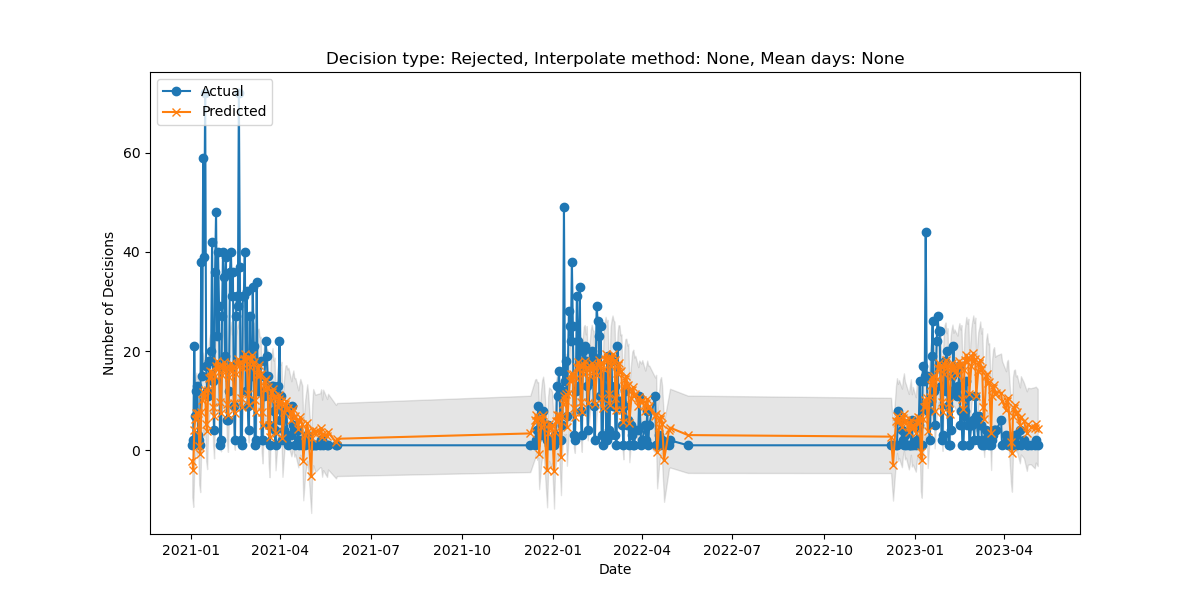 Decision type: Rejected, Interpolate method: None, Mean days: None
Actual
Predicted
Number of Decisions
60
40
20
0
2021-01
2021-04
2021-07
2021-10
2022-01
2022-04
2022-07
2022-10
2023-01
2023-04
Date